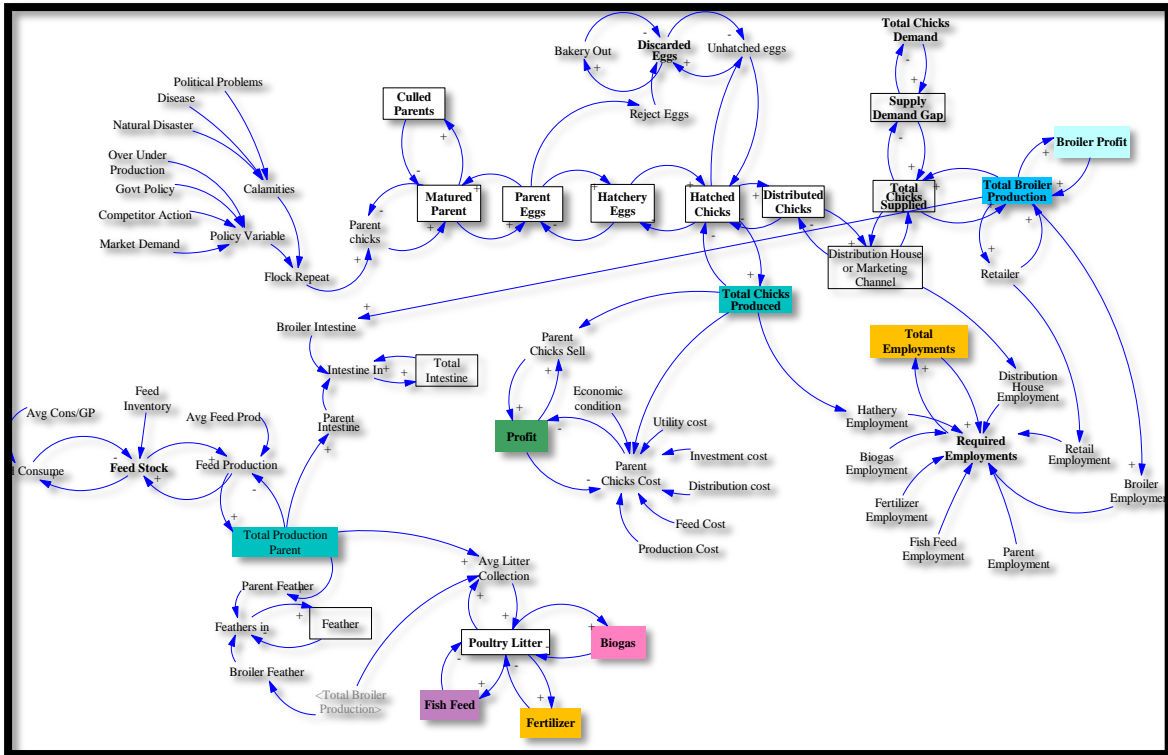 Total Chicks
Demand
Bakery Out
Discarded
Eggs
Unhatched eggs
Political Problems
Disease
Natural Disaster
Over Under
Production
Govt Policy
Competitor Action
Market Demand
Calamities
Policy Variable
Flock Repeat
Culled
Parents
Reject Eggs
Supply
Demand Gap
Broiler Profit
Parent
chicks
Matured
Parent
Parent
Eggs
Hatchery
Eggs
Hatched
Chicks
Distributed
Chicks
Total
Chicks
Supplied
Total Broiler
Production
Distribution House
or Marketing
Channel
Retailer
Total Chicks
Produced
Broiler Intestine
Intestine In
Total
Intestine
Parent
Intestine
Parent
Chicks Sell
Economic
condition
Profit
Utility cost
Investment cost
Parent
Chicks Cost
Distribution cost
Feed Cost
Production Cost
Total
Employments
Distribution
House Employment
Hathery
Employment
Required
Employments
Biogas
Employment
Retail
Employment
Fertilizer
Employment
Broiler
Employment
Fish Feed
Employment
Parent
Employment
Avg Cons/GP
Feed
Inventory
Avg Feed Prod
Consume
Feed Stock
Feed Production
Total Production
Parent
Parent Feather
Feathers in
Feather
Broiler Feather
Avg Litter
Collection
<Total Broiler
Production>
Poultry Litter
Biogas
Fish Feed
Fertilizer